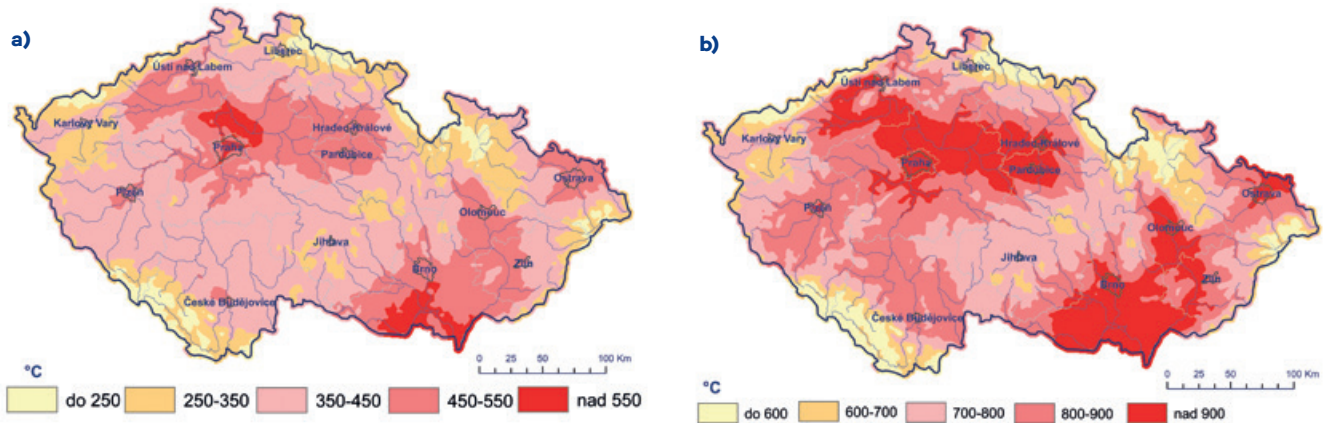 a)
Liberec
Ústí nad Labem
Karlovy Vary
Hradec-Králové
Praha
Pardubice
Ostrava
Plzeň
Olomouc
Jihlava
Zlín
Brno
České Budějovice
0 25 50 100 Km
°C
do 250 250-350 350-450 450-550 nad 550
b)
Liberec
Ústí nad Labem
Karlovy Vary
Hradec-Králové
Praha
Pardubice
Ostrava
Plzeň
Olomouc
Jihlava
Zlín
Brno
České Budějovice
0 25 50 100 Km
°C
do 600 600-700 700-800 800-900 nad 900